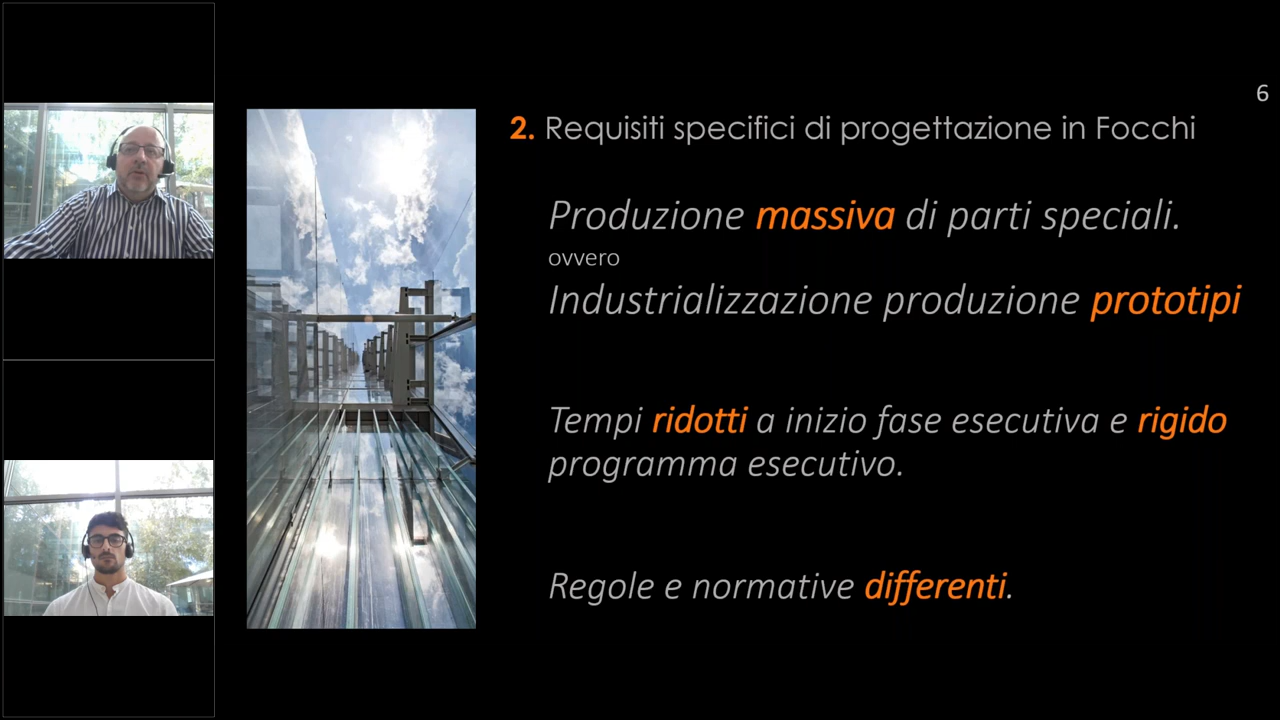 6
2. Requisiti specifici di progettazione in Focchi
Produzione massiva di parti speciali.
ovvero
Industrializzazione produzione prototipi
Tempi ridotti a inizio fase esecutiva e rigido
programma esecutivo.
Regole e normative differenti.